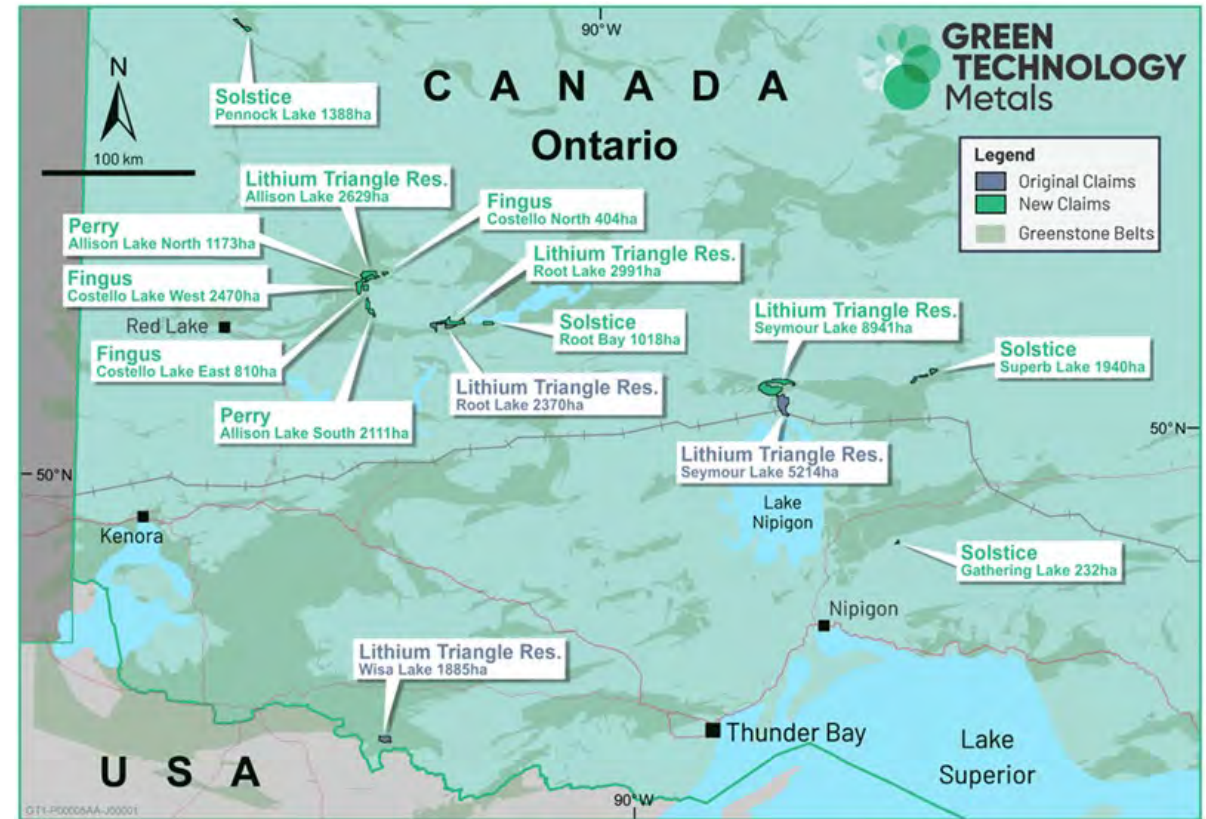 90°W
GREEN
TECHNOLOGY
Metals
N
CANADA
Ontario
100 km
Solstice
Pennock Lake 1388ha
Legend
Original Claims
New Claims
Greenstone Belts
Lithium Triangle Res.
Allison Lake 2629ha
Fingus
Costello North 404ha
Perry
Allison Lake North 1173ha
Lithium Triangle Res.
Root Lake 2991ha
Fingus
Costello Lake West 2470ha
Red Lake
Solstice
Root Bay 1018ha
Lithium Triangle Res.
Seymour Lake 8941ha
Solstice
Superb Lake 1940ha
Fingus
Costello Lake East 810ha
Lithium Triangle Res.
Root Lake 2370ha
Perry
Allison Lake South 2111ha
50°N
Lithium Triangle Res.
Seymour Lake 5214ha
50°N
Lake
Nipigon
Kenora
Solstice
Gathering Lake 232ha
Nipigon
Lithium Triangle Res.
Wisa Lake 1885ha
Thunder Bay
Lake
Superior
USA
90°W